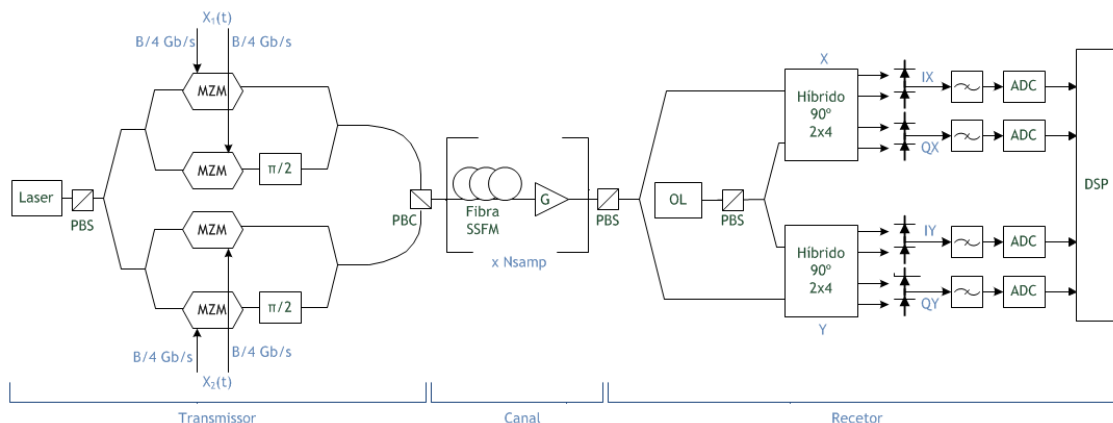 X₁(t)
B/4 Gb/s
B/4 Gb/s
MZM
MZM
π/2
Laser
PBS
PBC
MZM
MZM
π/2
B/4 Gb/s
B/4 Gb/s
X₂(t)
Transmissor
Fibra
SSFM
G
x Nsamp
Canal
PBS
OL
PBS
X
Híbrido
90º
2x4
IX
ADC
QX
ADC
Híbrido
90º
2x4
Y
IY
ADC
QY
ADC
DSP
Recetor